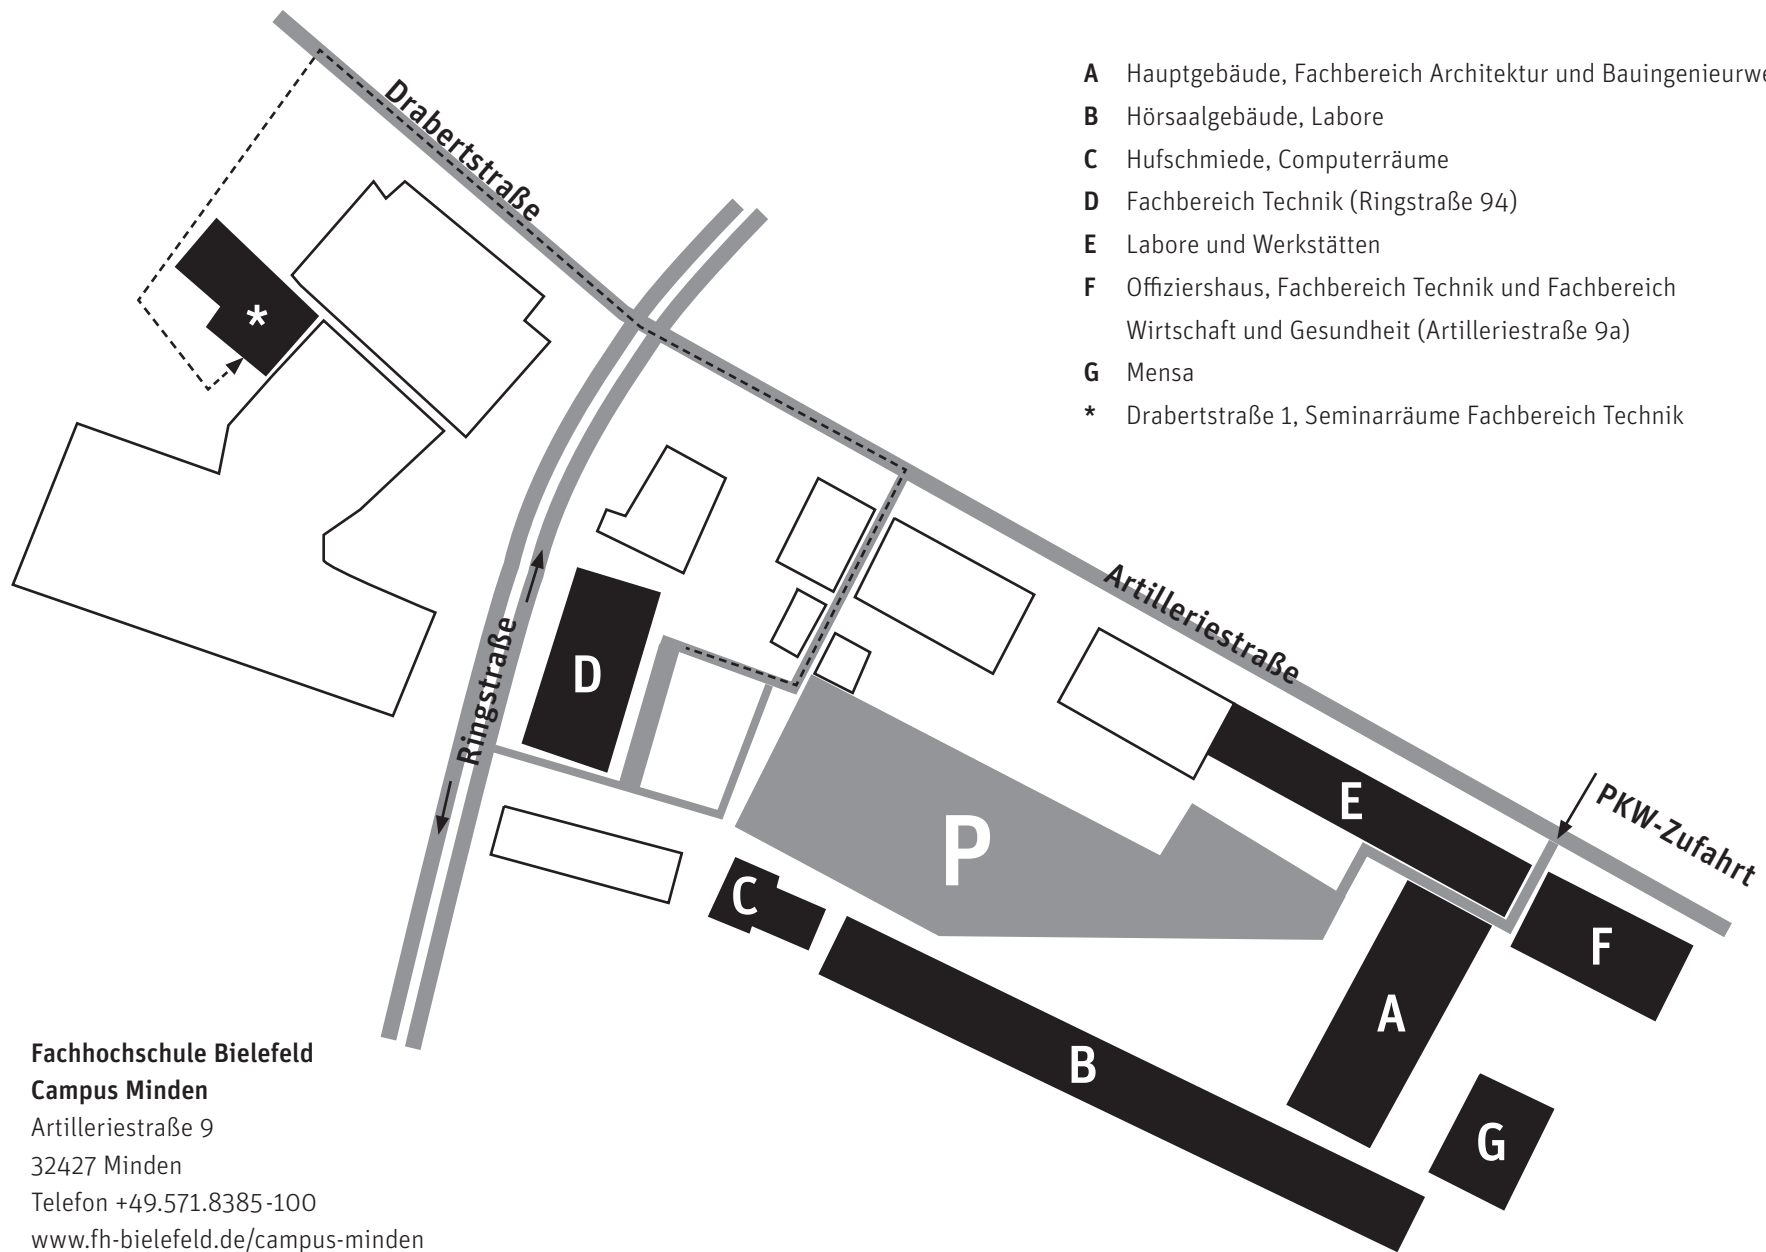 A Hauptgebäude, Fachbereich Architektur und Bauingenieurwe
B Hörsaalgebäude, Labore
C Hufschmiede, Computerräume
D Fachbereich Technik (Ringstraße 94)
E Labore und Werkstätten
F Offiziershaus, Fachbereich Technik und Fachbereich
Wirtschaft und Gesundheit (Artilleriestraße 9a)
G Mensa
* Drabertstraße 1, Seminarräume Fachbereich Technik
Drabertstraße
*
Artilleriestraße
Ringstraße
D
E
PKW-Zufahrt
P
C
F
A
B
G
Fachhochschule Bielefeld
Campus Minden
Artilleriestraße 9
32427 Minden
Telefon +49.571.8385-100
www.fh-bielefeld.de/campus-minden